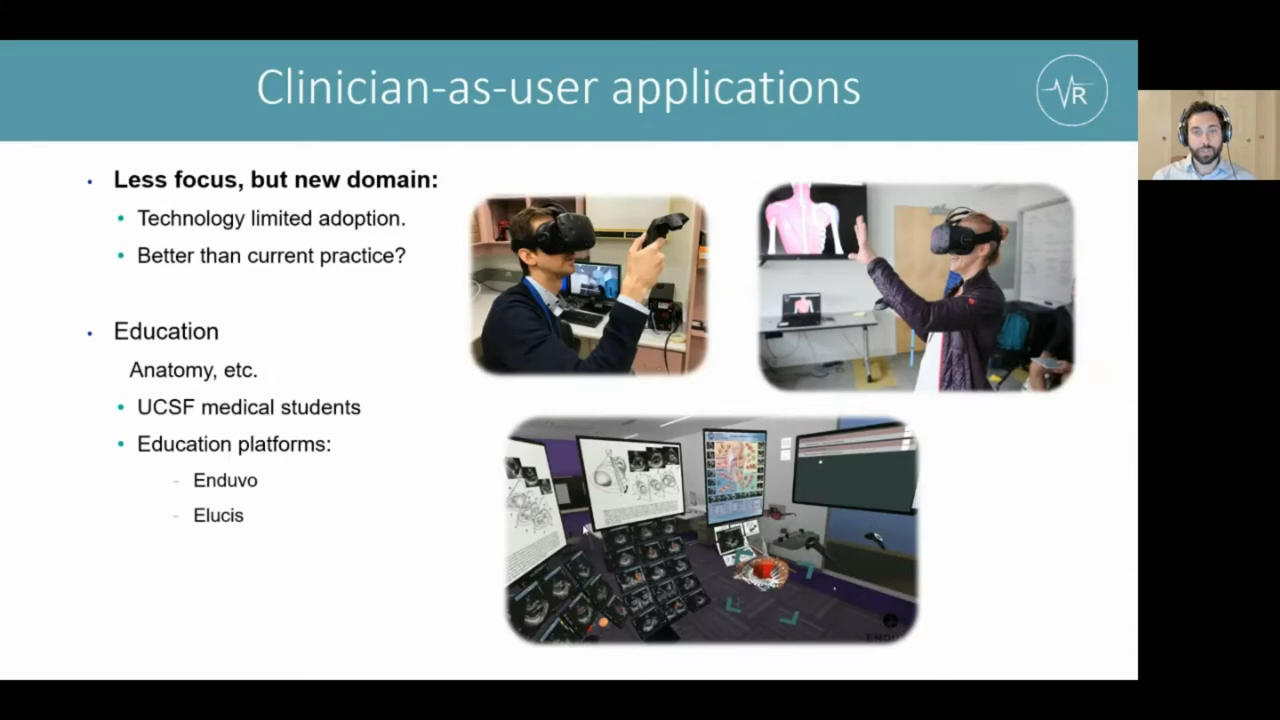 Clinician-as-user applications
VR
Less focus, but new domain:
Technology limited adoption.
Better than current practice?
Education
Anatomy, etc.
UCSF medical students
Education platforms:
Enduvo
Elucis